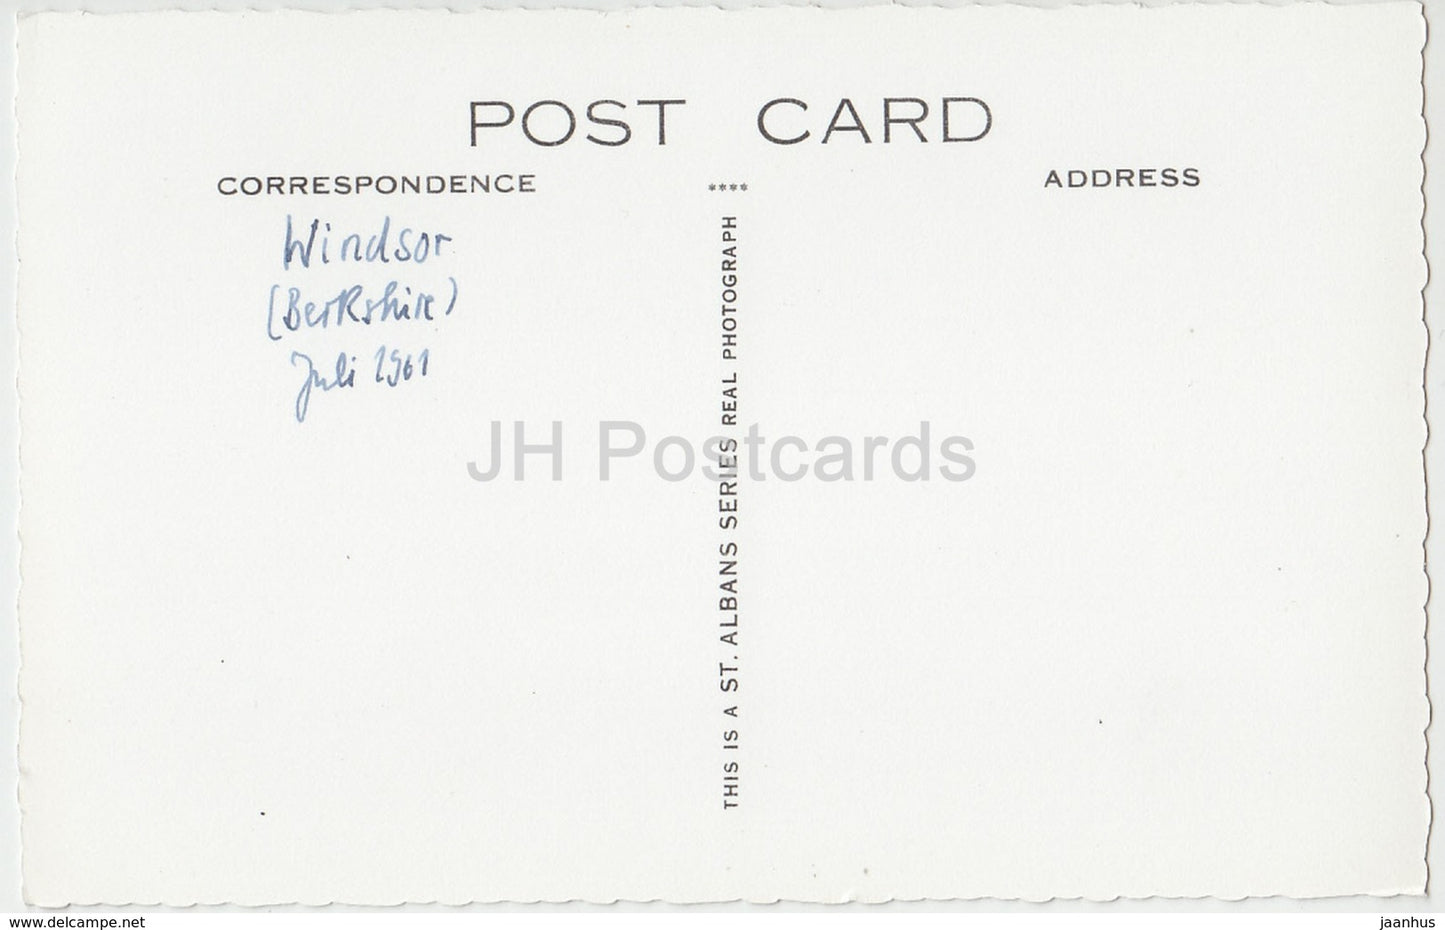 POST CARD
CORRESPONDENCE
****
ADDRESS
Windsor
(Berkshire)
Juli 1961
THIS IS A ST. ALBANS SERIES REAL PHOTOGRAPH
JH Postcards
www.delcampe.net
jaanhus